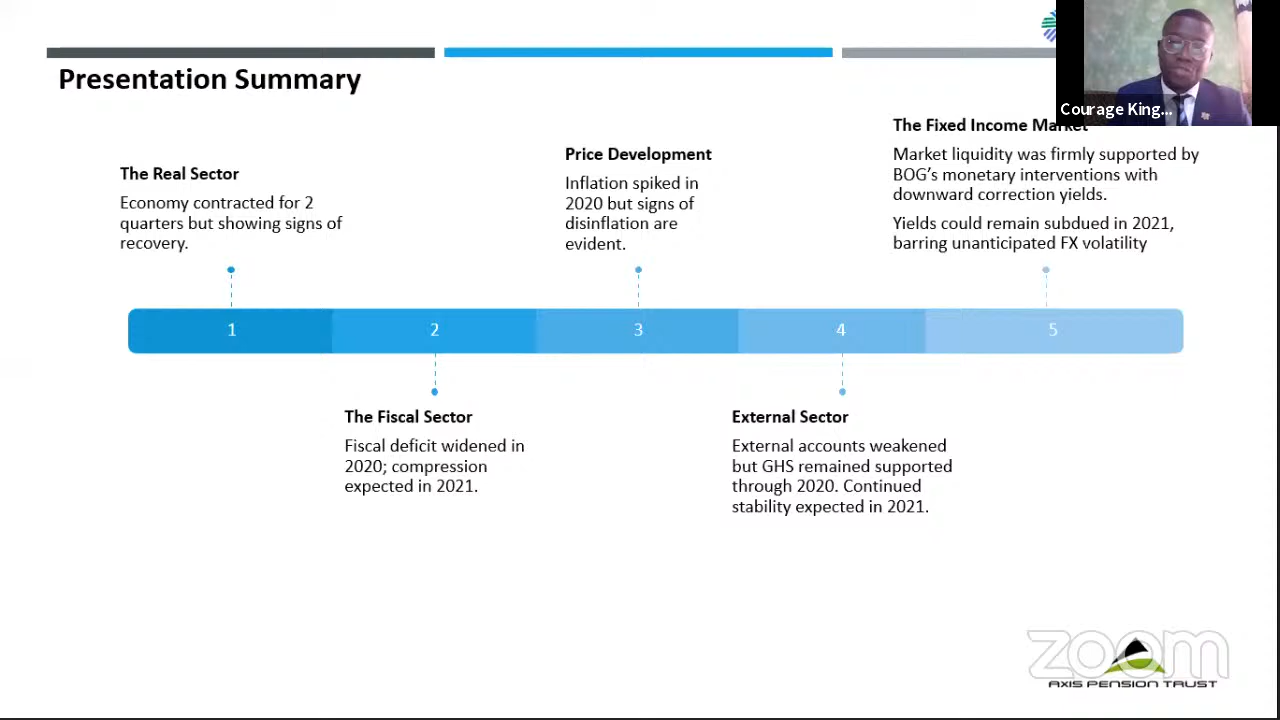 Presentation Summary
Courage King...
The Real Sector
Economy contracted for 2
quarters but showing signs of
recovery.
Price Development
Inflation spiked in
2020 but signs of
disinflation are
evident.
The Fixed Income Market
Market liquidity was firmly supported by
BOG’s monetary interventions with
downward correction yields.
Yields could remain subdued in 2021,
barring unanticipated FX volatility
1
2
3
4
5
The Fiscal Sector
Fiscal deficit widened in
2020; compression
expected in 2021.
External Sector
External accounts weakened
but GHS remained supported
through 2020. Continued
stability expected in 2021.
zoom
AXIS PENSION TRUST